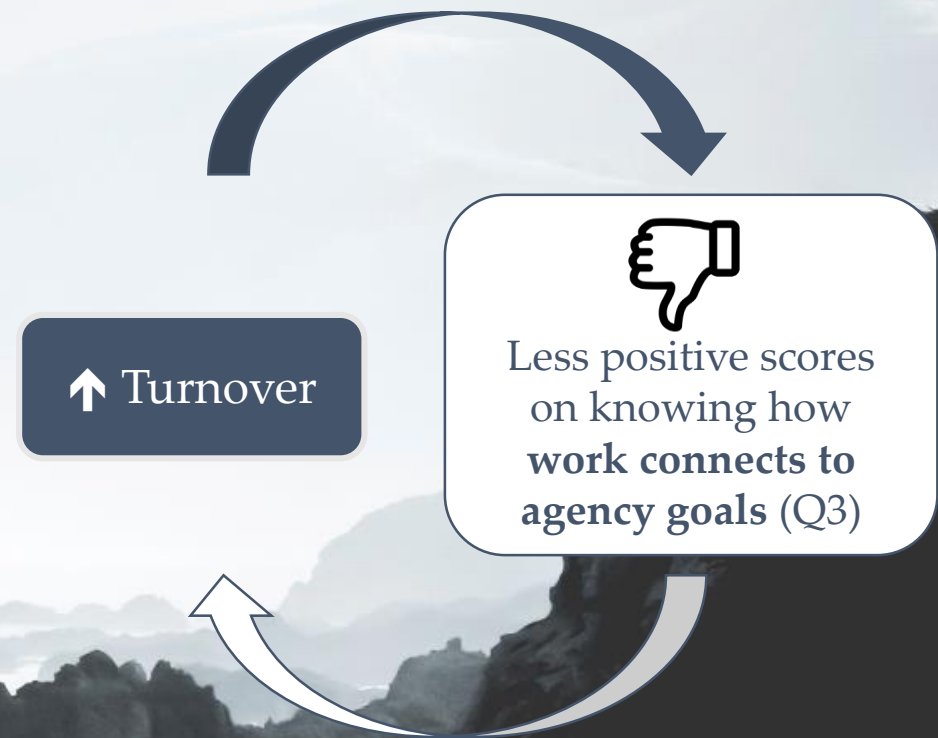 ↑ Turnover
Less positive scores
on knowing how
work connects to
agency goals (Q3)